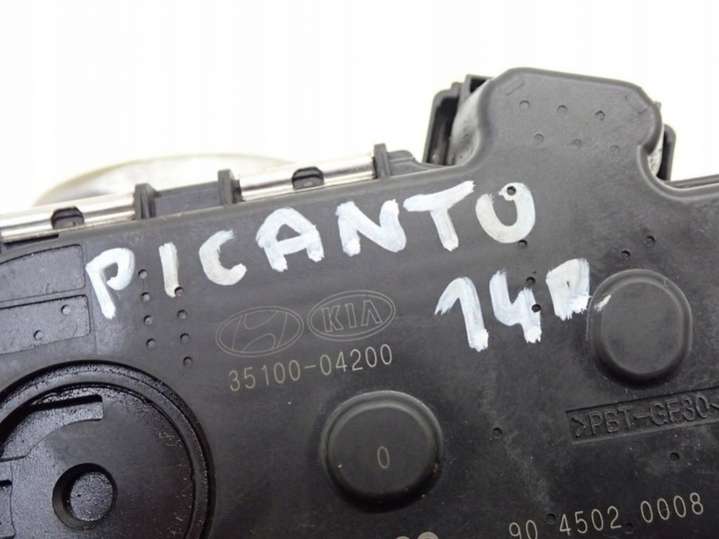 PICANTO
14R
KIA
35100-04200
0
>PBT-GF30
90 4502 0008